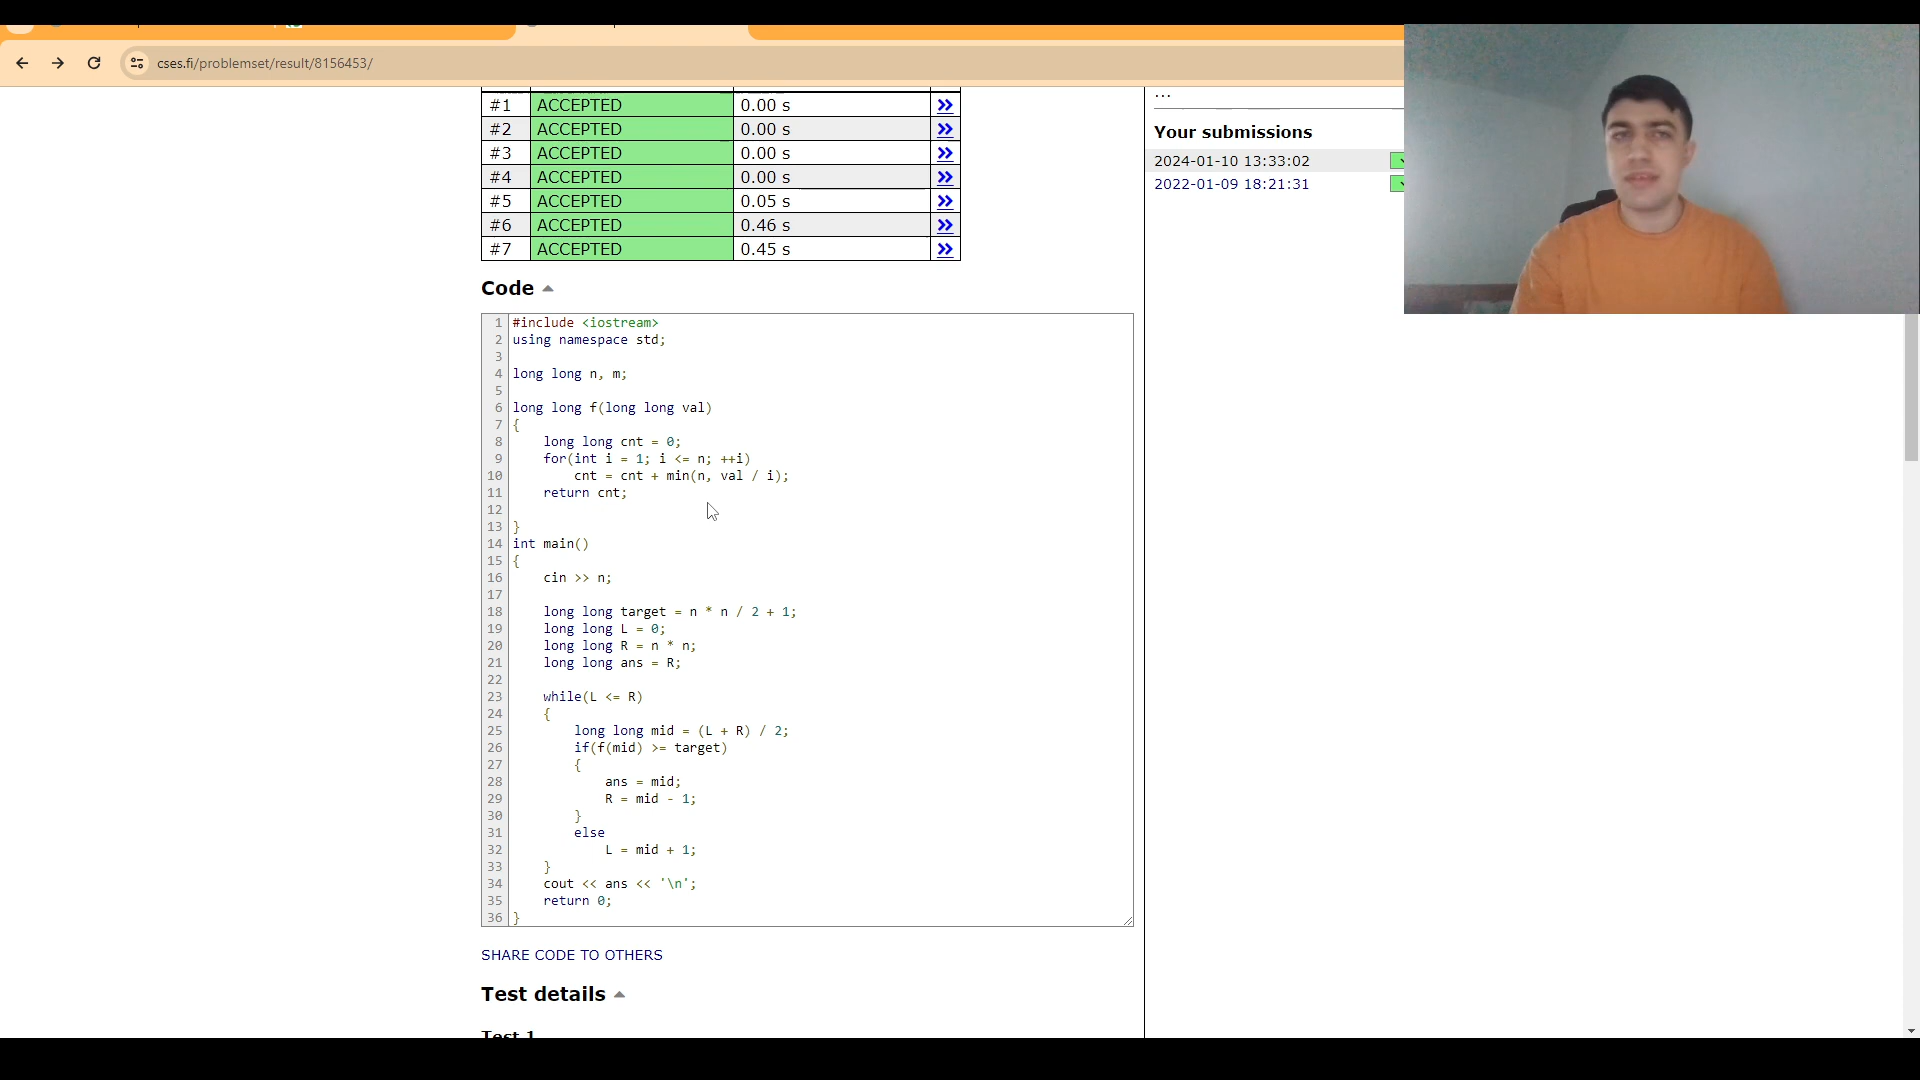 cses.fi/problemset/result/8156453/
#1 ACCEPTED 0.00 s >>
#2 ACCEPTED 0.00 s >>
#3 ACCEPTED 0.00 s >>
#4 ACCEPTED 0.00 s >>
#5 ACCEPTED 0.05 s >>
#6 ACCEPTED 0.46 s >>
#7 ACCEPTED 0.45 s >>
...
Your submissions
2024-01-10 13:33:02
2022-01-09 18:21:31
Code
1 #include <iostream>
2 using namespace std;
3
4 long long n, m;
5
6 long long f(long long val)
7 {
8     long long cnt = 0;
9     for(int i = 1; i <= n; ++i)
10         cnt = cnt + min(n, val / i);
11     return cnt;
12
13 }
14 int main()
15 {
16     cin >> n;
17
18     long long target = n * n / 2 + 1;
19     long long L = 0;
20     long long R = n * n;
21     long long ans = R;
22
23     while(L <= R)
24     {
25         long long mid = (L + R) / 2;
26         if(f(mid) >= target)
27         {
28             ans = mid;
29             R = mid - 1;
30         }
31         else
32             L = mid + 1;
33     }
34     cout << ans << '\n';
35     return 0;
36 }
SHARE CODE TO OTHERS
Test details
Test 1